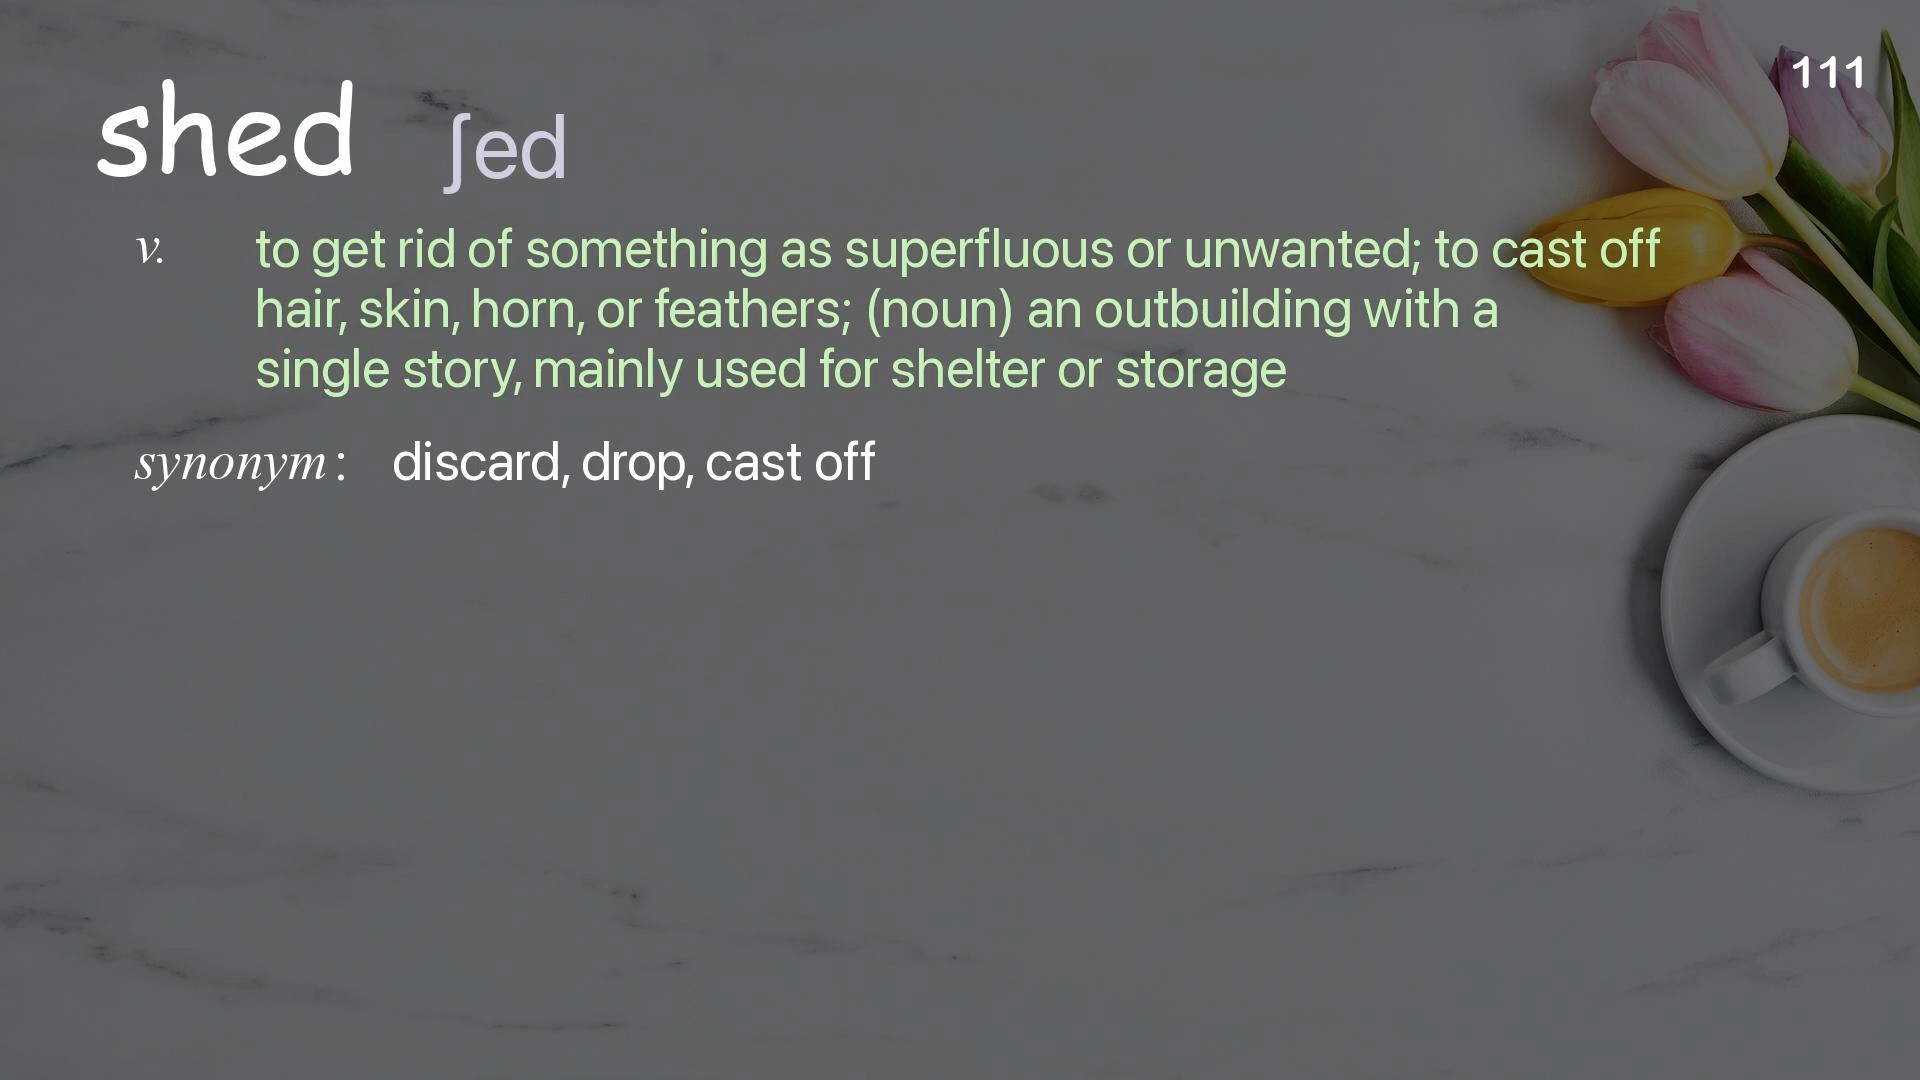 111
shed ʃed
v. to get rid of something as superfluous or unwanted; to cast off
hair, skin, horn, or feathers; (noun) an outbuilding with a
single story, mainly used for shelter or storage
synonym : discard, drop, cast off